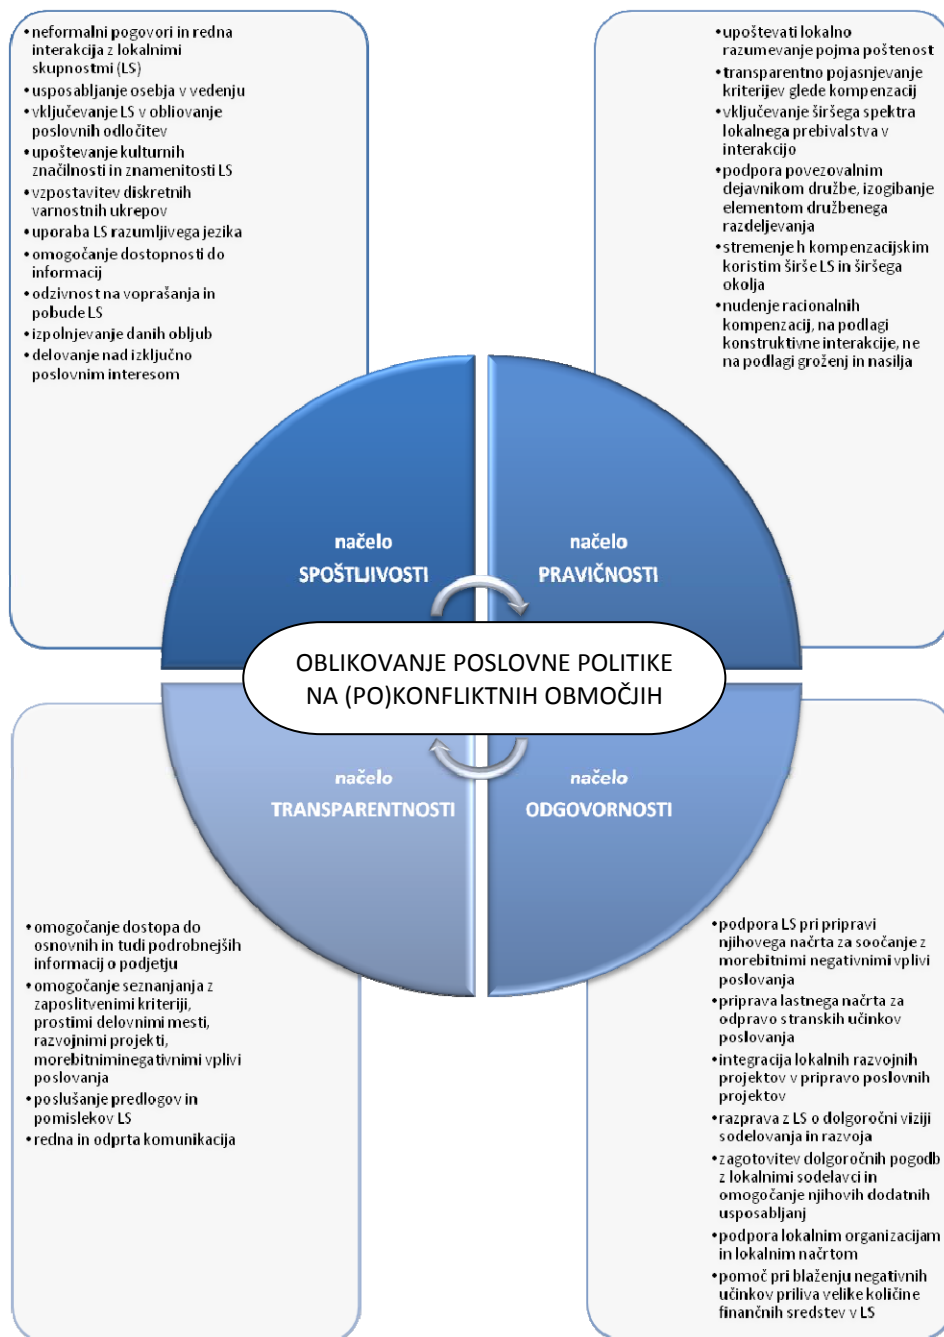 • neformalni pogovori in redna
interakcija z lokalnimi
skupnostmi (LS)
• usposabljanje osebja v vedenju
• vključevanje LS v obliovanje
poslovnih odločitev
• upoštevanje kulturnih
značilnosti in znamenitosti LS
• vzpostavitev diskretnih
varnostnih ukrepov
• uporaba LS razumljivega jezika
• omogočanje dostopnosti do
informacij
• odzivnost na voprašanja in
pobude LS
• izpolnjevanje danih obljub
• delovanje nad izključno
poslovnim interesom
• upoštevati lokalno
razumevanje pojma poštenost
• transparentno pojasnjevanje
kriterijev glede kompenzacij
• vključevanje širšega spektra
lokalnega prebivalstva v
interakcijo
• podpora povezovalnim
dejavnikom družbe, izogibanje
elementom družbenega
razdeljevanja
• stremenje h kompenzacijskim
koristim širše LS in širšega
okolja
• nudenje racionalnih
kompenzacij, na podlagi
konstruktivne interakcije, ne
na podlagi groženj in nasilja
načelo
SPOŠTLJIVOSTI
načelo
PRAVIČNOSTI
OBLIKOVANJE POSLOVNE POLITIKE
NA (PO)KONFLIKTNIH OBMOČJIH
načelo
TRANSPARENTNOSTI
načelo
ODGOVORNOSTI
• omogočanje dostopa do
osnovnih in tudi podrobnejših
informacij o podjetju
• omogočanje seznanjanja z
zaposlitvenimi kriteriji,
prostimi delovnimi mesti,
razvojnimi projekti,
morebitniminegativnimi vplivi
poslovanja
• poslušanje predlogov in
pomislekov LS
• redna in odprta komunikacija
• podpora LS pri pripravi
njihovega načrta za soočanje z
morebitnimi negativnimi vplivi
poslovanja
• priprava lastnega načrta za
odpravo stranskih učinkov
poslovanja
• integracija lokalnih razvojnih
projektov v pripravo poslovnih
projektov
• razprava z LS o dolgoročni viziji
sodelovanja in razvoja
• zagotovitev dolgoročnih pogodb
z lokalnimi sodelavci in
omogočanje njihovih dodatnih
usposabljanj
• podpora lokalnim organizacijam
in lokalnim načrtom
• pomoč pri blaženju negativnih
učinkov priliva velike količine
finančnih sredstev v LS